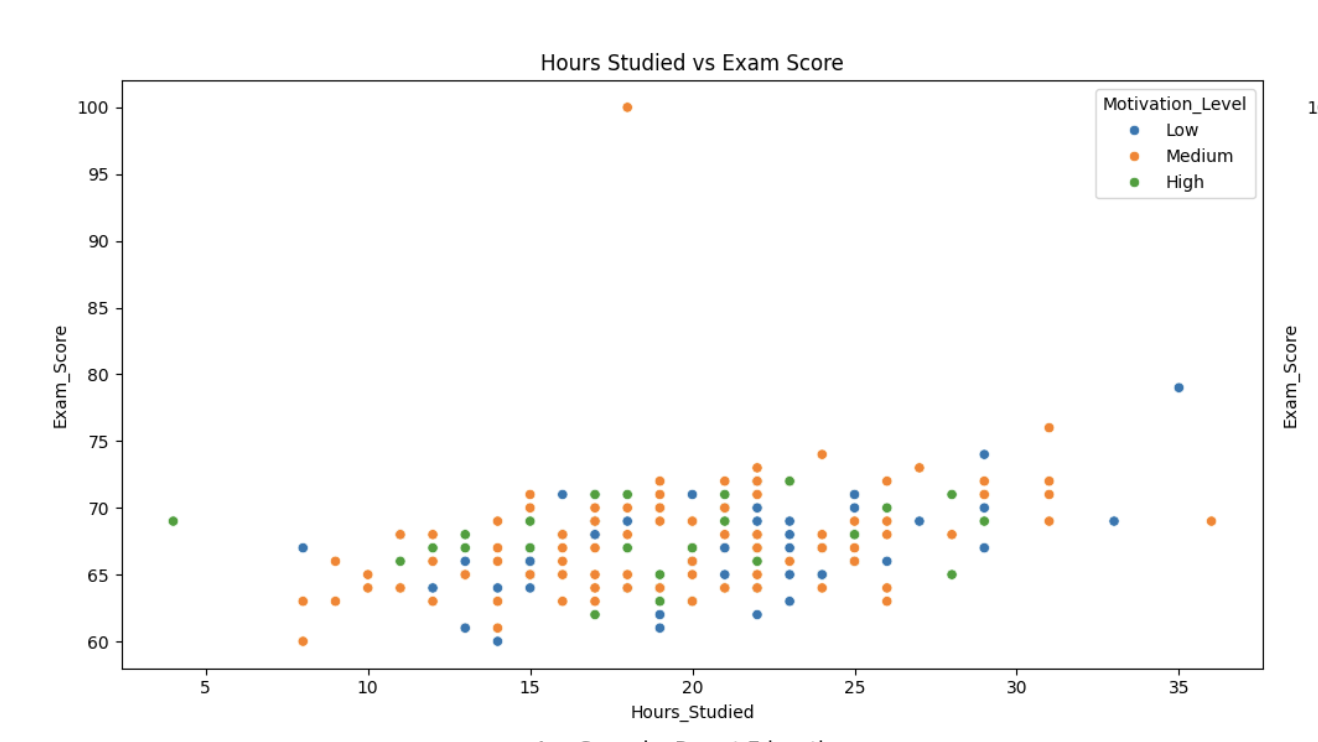 Hours Studied vs Exam Score
100
95
90
85
80
75
70
65
60
Exam_Score
Motivation_Level
Low
Medium
High
5 10 15 20 25 30 35
Hours_Studied
Exam_Score